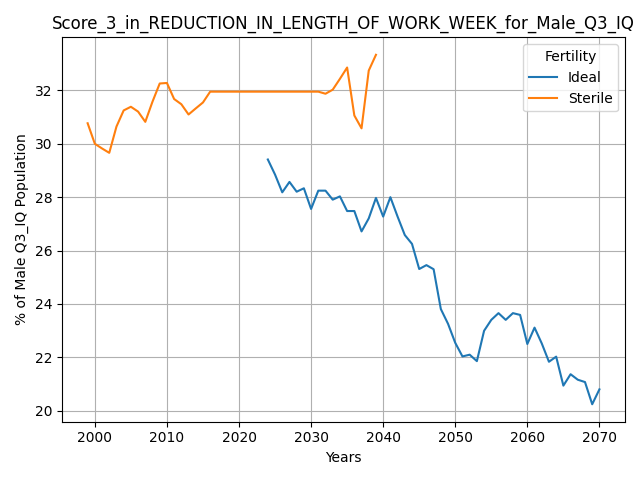 Score_3_in_REDUCTION_IN_LENGTH_OF_WORK_WEEK_for_Male_Q3_IQ
Fertility
Ideal
Sterile
% of Male Q3_IQ Population
32
30
28
26
24
22
20
2000 2010 2020 2030 2040 2050 2060 2070
Years